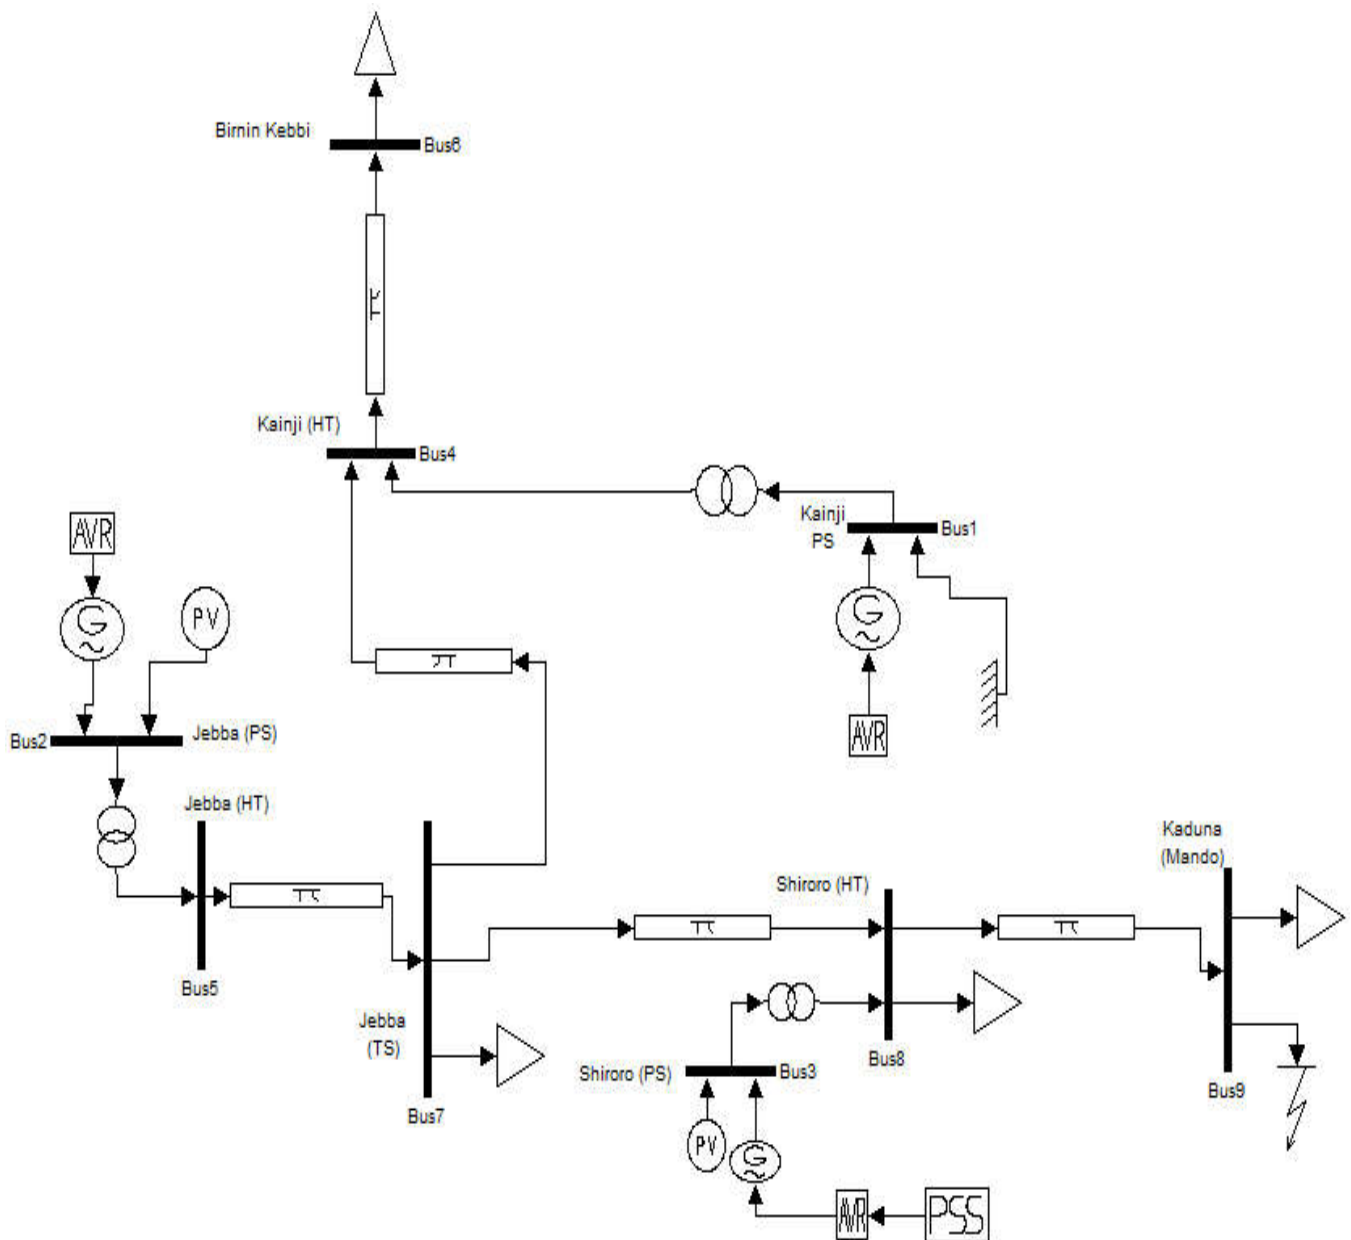 Birnin Kebbi
Bus6
Kainji (HT)
Bus4
Kainji
PS
Bus1
G
AVR
AVR
G
PV
Bus2
Jebba (PS)
Jebba (HT)
Bus5
π
π
π
π
π
Jebba
(TS)
Bus7
Shiroro (HT)
Bus8
Shiroro (PS)
Bus3
PV
G
AVR
PSS
Kaduna
(Mando)
Bus9